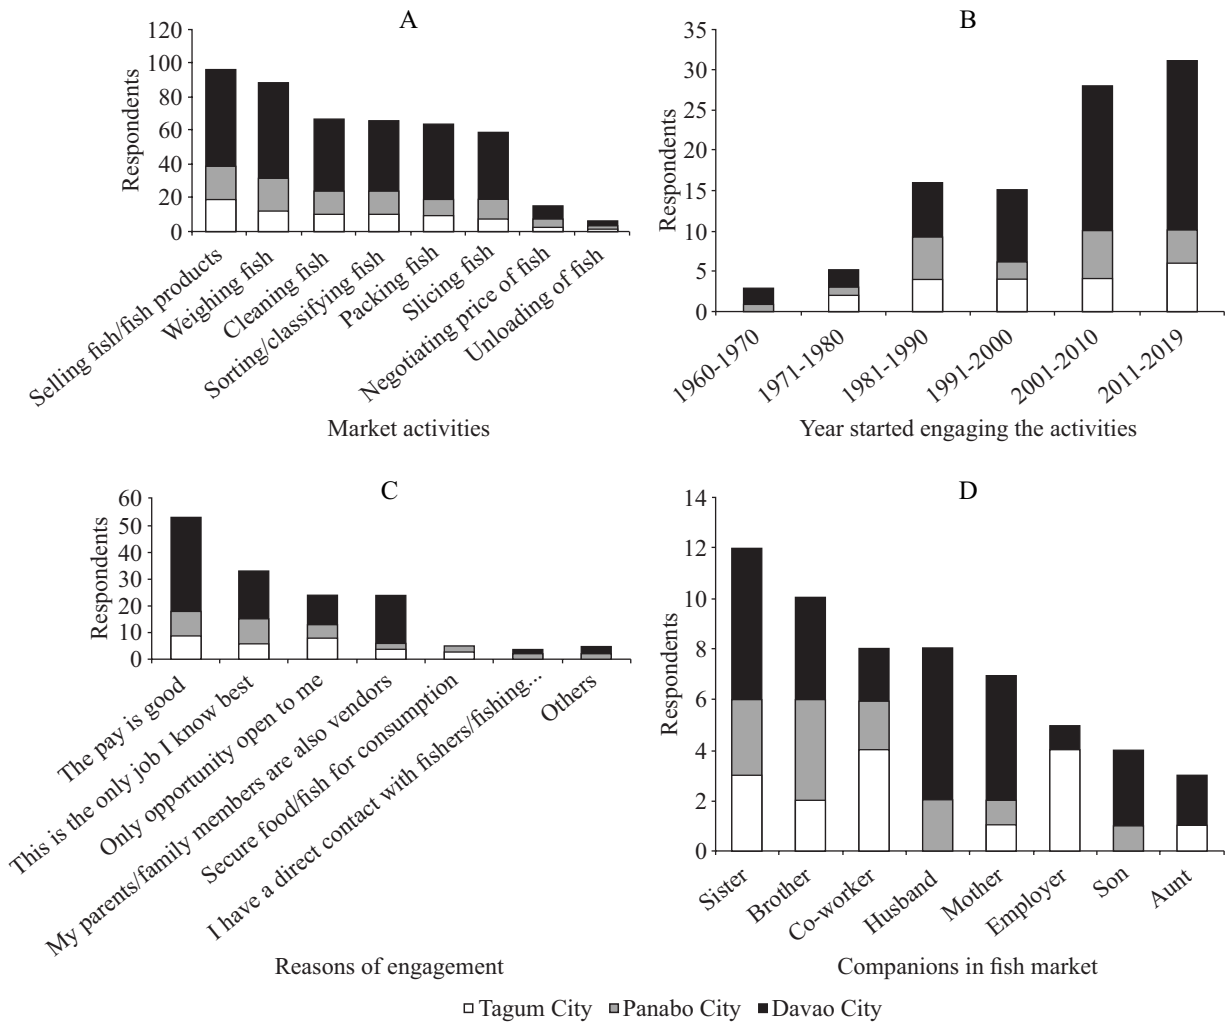 A
120
100
80
60
40
20
0
Respondents
Selling fish/fish products
Weighing fish
Cleaning fish
Sorting/classifying fish
Packing fish
Slicing fish
Negotiating price of fish
Unloading of fish
Market activities
B
35
30
25
20
15
10
5
0
Respondents
1960-1970
1971-1980
1981-1990
1991-2000
2001-2010
2011-2019
Year started engaging the activities
C
60
50
40
30
20
10
0
Respondents
The pay is good
This is the only job I know best
Only opportunity open to me
My parents/family members are also vendors
Secure food/fish for consumption
I have a direct contact with fishers/fishing...
Others
Reasons of engagement
D
14
12
10
8
6
4
2
0
Respondents
Sister
Brother
Co-worker
Husband
Mother
Employer
Son
Aunt
Companions in fish market
Tagum City Panabo City Davao City